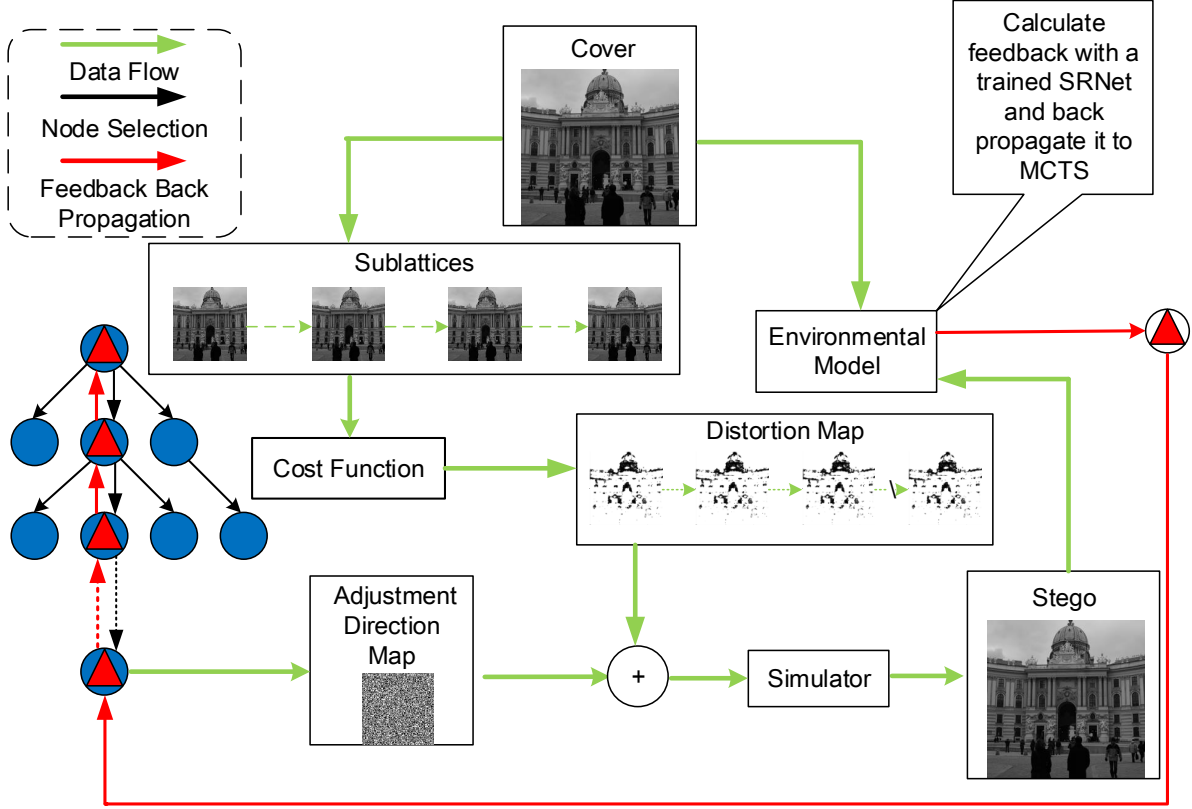 Data Flow
Node Selection
Feedback Back
Propagation
Cover
Calculate
feedback with a
trained SRNet
and back
propagate it to
MCTS
Sublattices
Environmental
Model
Cost Function
Distortion Map
\
Adjustment
Direction
Map
+
Simulator
Stego